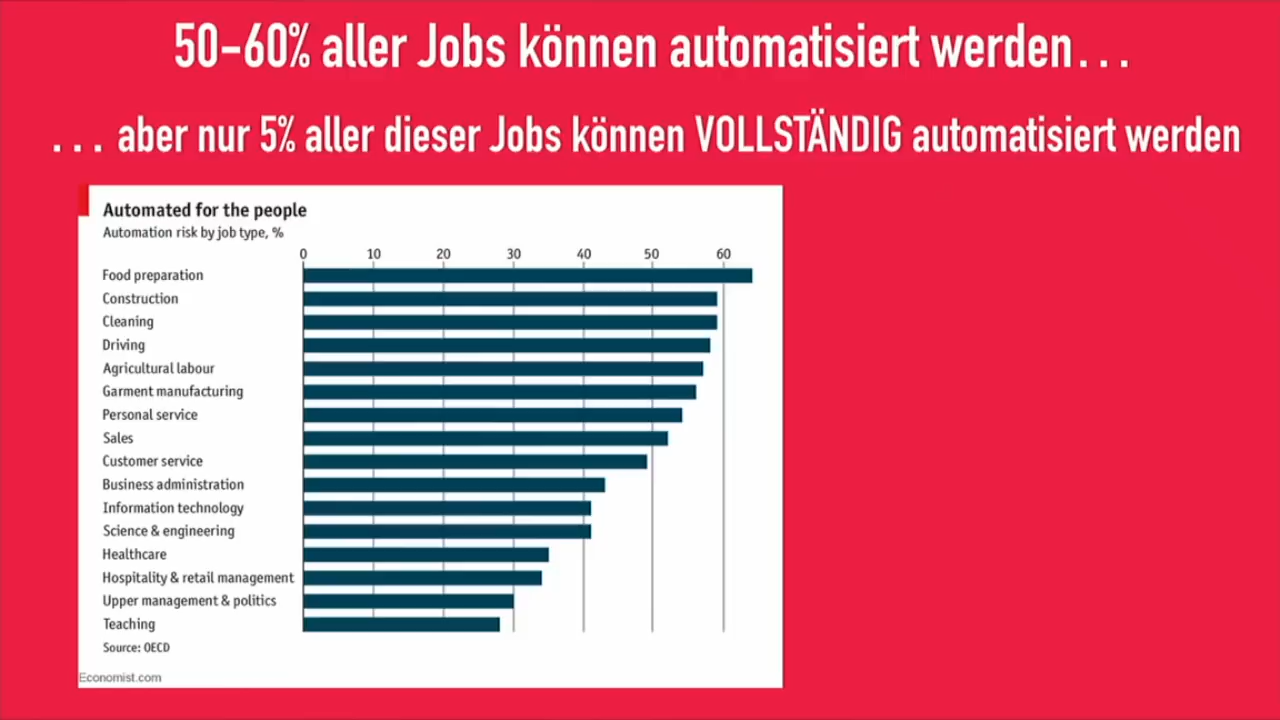 50-60% aller Jobs können automatisiert werden...
... aber nur 5% aller dieser Jobs können VOLLSTÄNDIG automatisiert werden
Automated for the people
Automation risk by job type, %
0 10 20 30 40 50 60
Food preparation
Construction
Cleaning
Driving
Agricultural labour
Garment manufacturing
Personal service
Sales
Customer service
Business administration
Information technology
Science & engineering
Healthcare
Hospitality & retail management
Upper management & politics
Teaching
Source: OECD
Economist.com